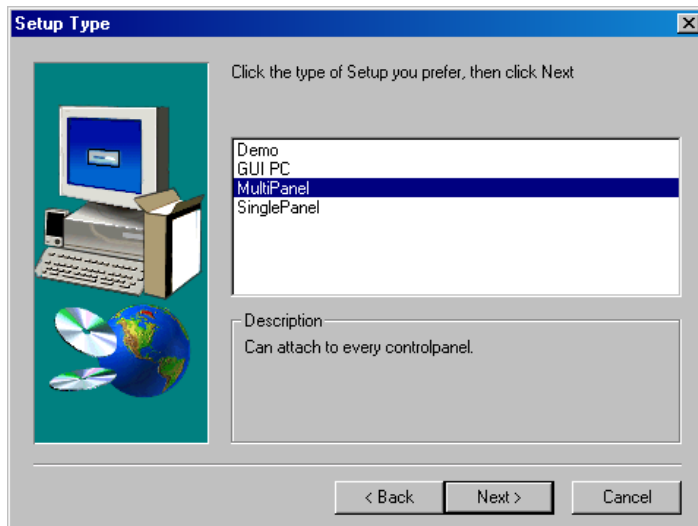 Setup Type
Click the type of Setup you prefer, then click Next
Demo
GUI PC
MultiPanel
SinglePanel
Description
Can attach to every controlpanel.
< Back
Next >
Cancel